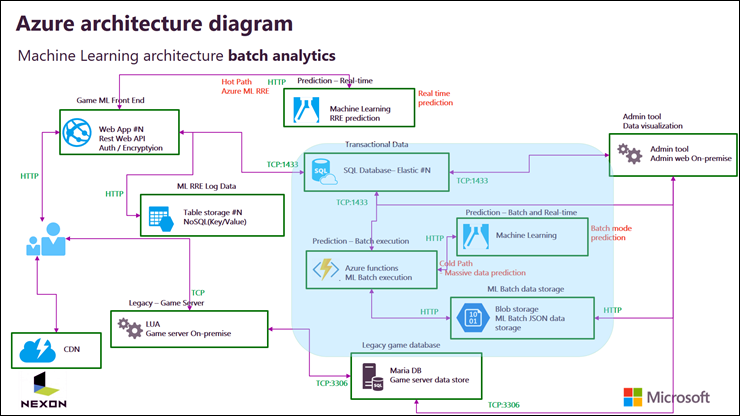 Azure architecture diagram
Machine Learning architecture batch analytics
Hot Path
Azure ML RRE
HTTP
Prediction – Real-time
Machine Learning
RRE prediction
Real time
prediction
Game ML Front End
Web App #N
Rest Web API
Auth / Encryptyion
HTTP
HTTP
ML RRE Log Data
Table storage #N
NoSQL(Key/Value)
TCP:1433
Transactional Data
SQL
SQL Database– Elastic #N
TCP:1433
TCP:1433
Admin tool
Data visualization
Admin tool
Admin web On-premise
Prediction – Batch and Real-time
HTTP
Machine Learning
Batch mode
prediction
Prediction – Batch execution
Azure functions
ML Batch execution
Cold Path
- Massive data prediction
ML Batch data storage
HTTP
10
01
Blob storage
ML Batch JSON data
storage
HTTP
TCP
Legacy – Game Server
LUA
Game server On-premise
CDN
TCP:3306
Legacy game database
SQL
Maria DB
Game server data store
TCP:3306
NEXON
Microsoft